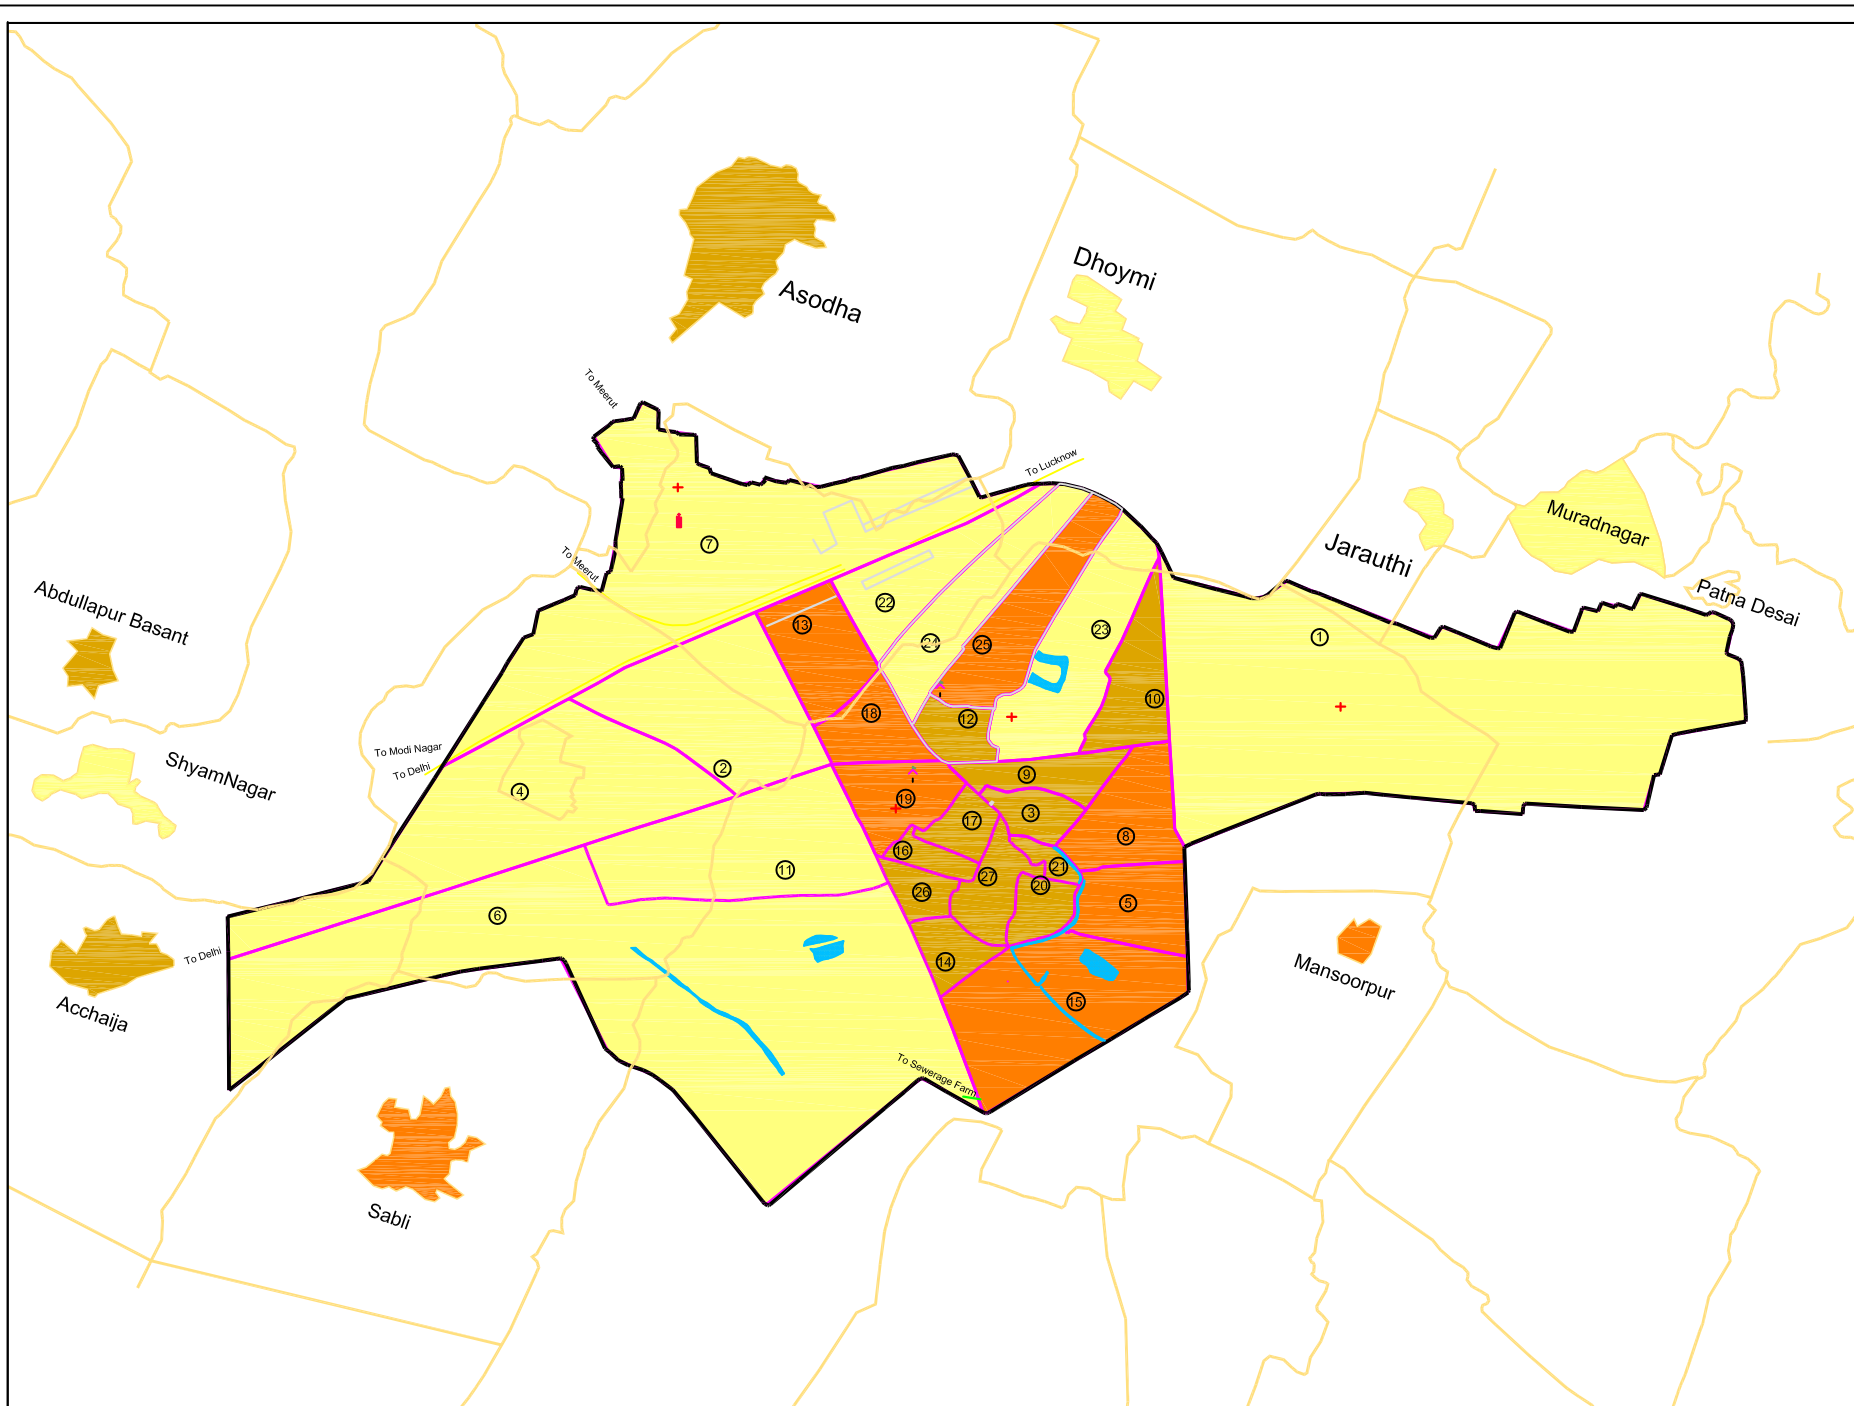 Asodha
Dhoymi
To Meerut
To Lucknow
Muradnagar
Jarauthi
7
To Meerut
Patna Desai
Abdullapur Basant
22
13
24
25
23
1
10
18
12
To Modi Nagar
To Delhi
ShyamNagar
2
9
4
19
3
17
8
16
21
11
27
20
26
5
6
To Delhi
14
Mansoorpur
15
Acchaija
To Sewerage Farm
Sabli